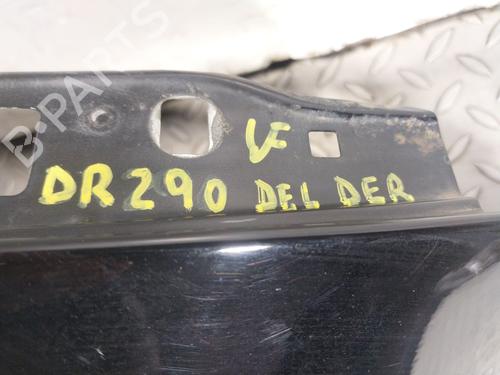 VF
DR290 DEL DER
B-PARTS